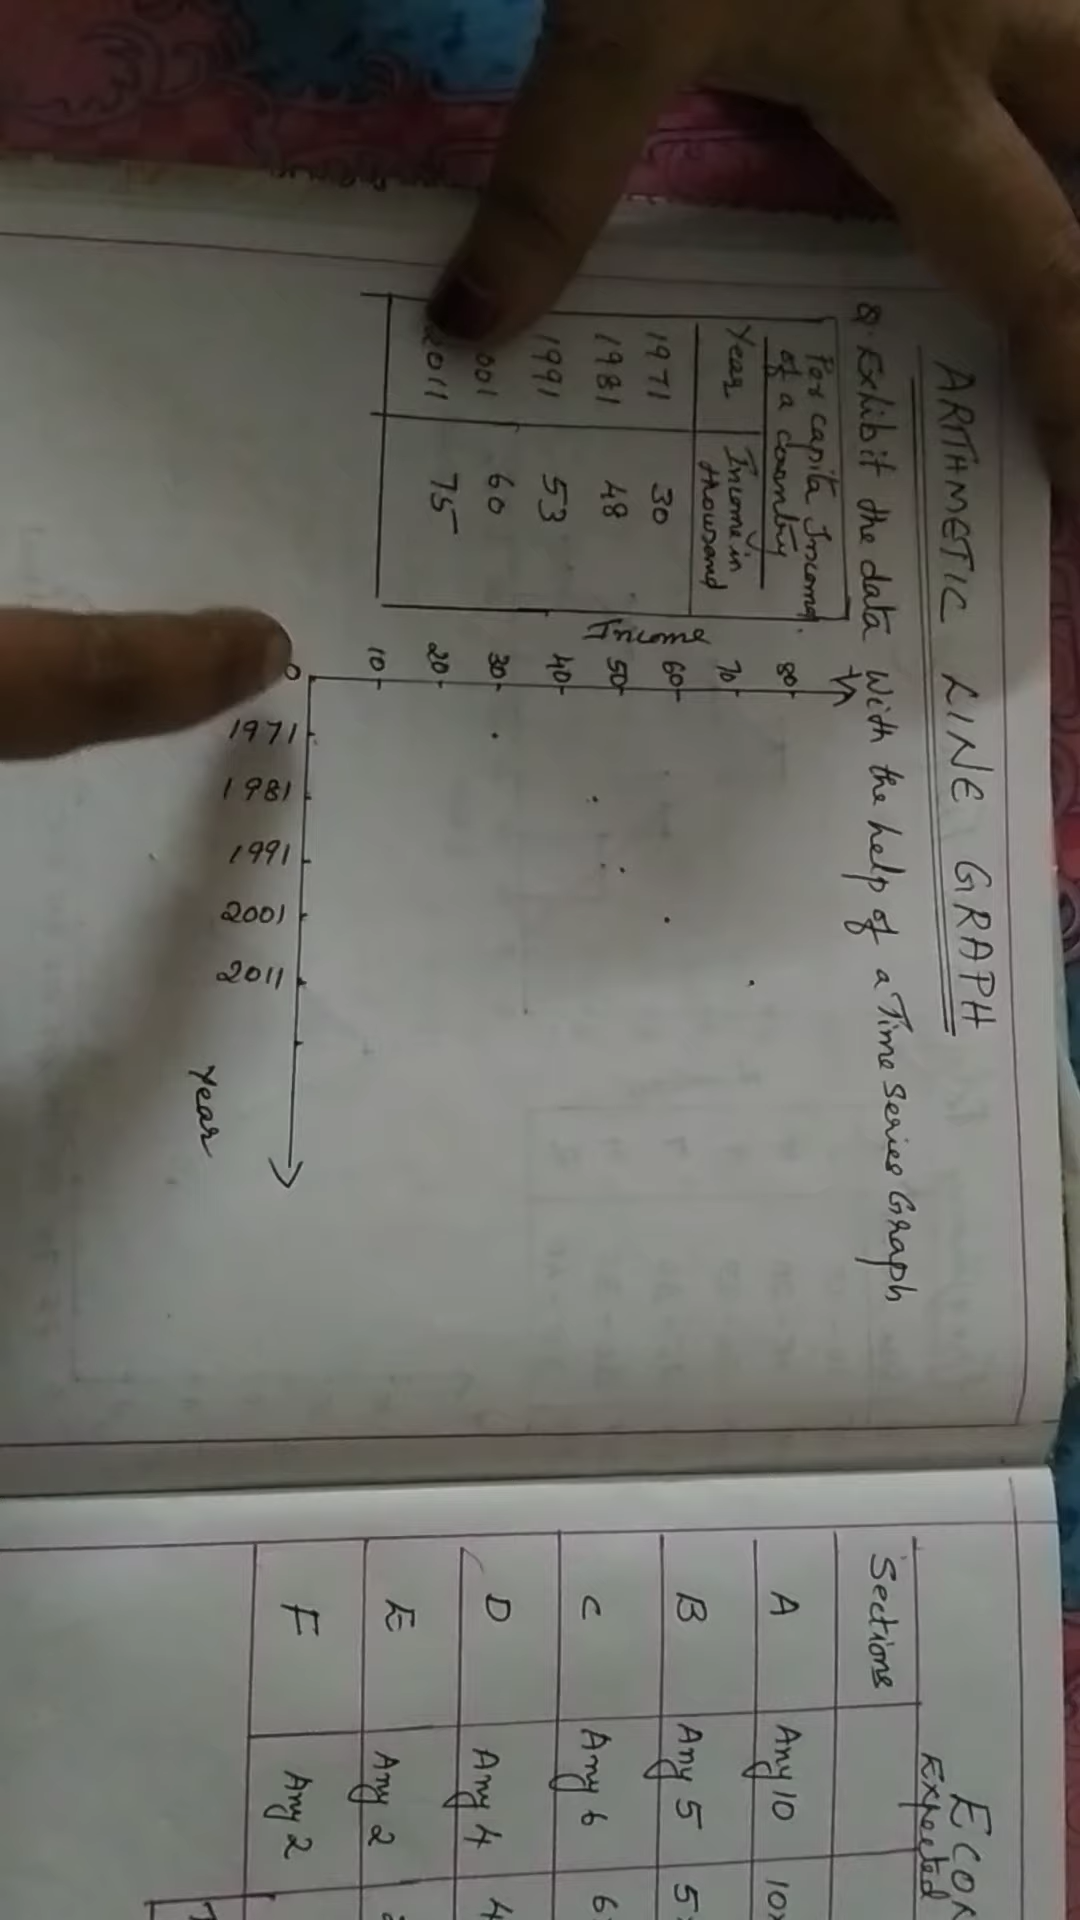 ARITHMETIC LINE GRAPH
Q. Exhibit the data with the help of a Time Series Graph
Per capita Income
of a country
Year Income in
thousand
1971 30
1981 48
1991 53
001 60
2011 75
Income
80
70
60
50
40
30
20
10
0
1971 1981 1991 2001 2011
Year
ECON
Expected
Sections
A Any 10 10
B Any 5 5
C Any 6 6
D Any 4 4
E Any 2
F Any 2